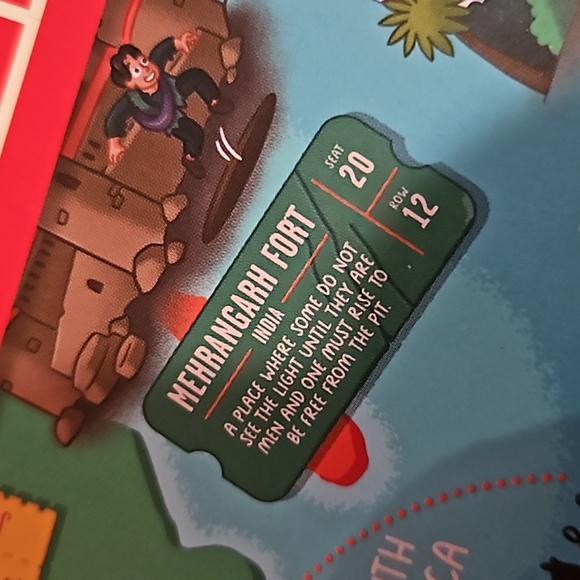 SEAT
20
ROW
12
MEHRANGARH FORT
INDIA
A PLACE WHERE SOME DO NOT
SEE THE LIGHT UNTIL THEY ARE
MEN AND ONE MUST RISE TO
BE FREE FROM THE PIT